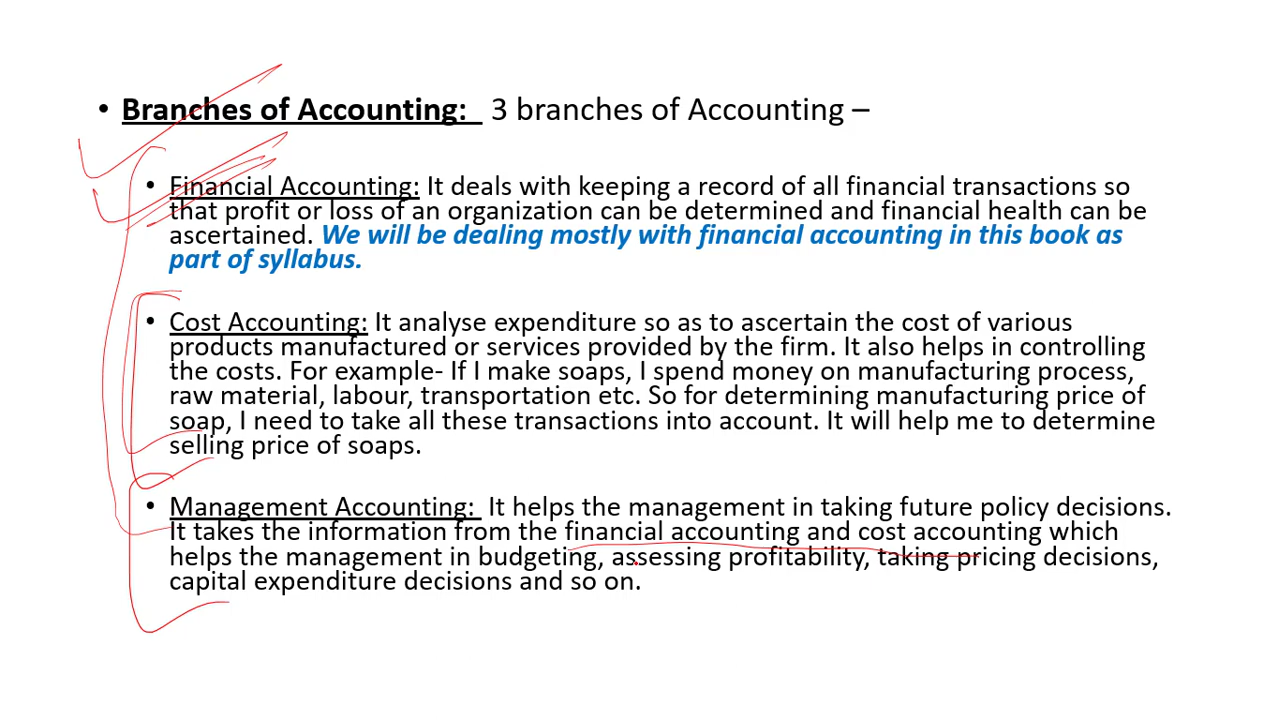 • Branches of Accounting: 3 branches of Accounting –
• Financial Accounting: It deals with keeping a record of all financial transactions so
that profit or loss of an organization can be determined and financial health can be
ascertained. We will be dealing mostly with financial accounting in this book as
part of syllabus.
• Cost Accounting: It analyse expenditure so as to ascertain the cost of various
products manufactured or services provided by the firm. It also helps in controlling
the costs. For example- If I make soaps, I spend money on manufacturing process,
raw material, labour, transportation etc. So for determining manufacturing price of
soap, I need to take all these transactions into account. It will help me to determine
selling price of soaps.
• Management Accounting: It helps the management in taking future policy decisions.
It takes the information from the financial accounting and cost accounting which
helps the management in budgeting, assessing profitability, taking pricing decisions,
capital expenditure decisions and so on.